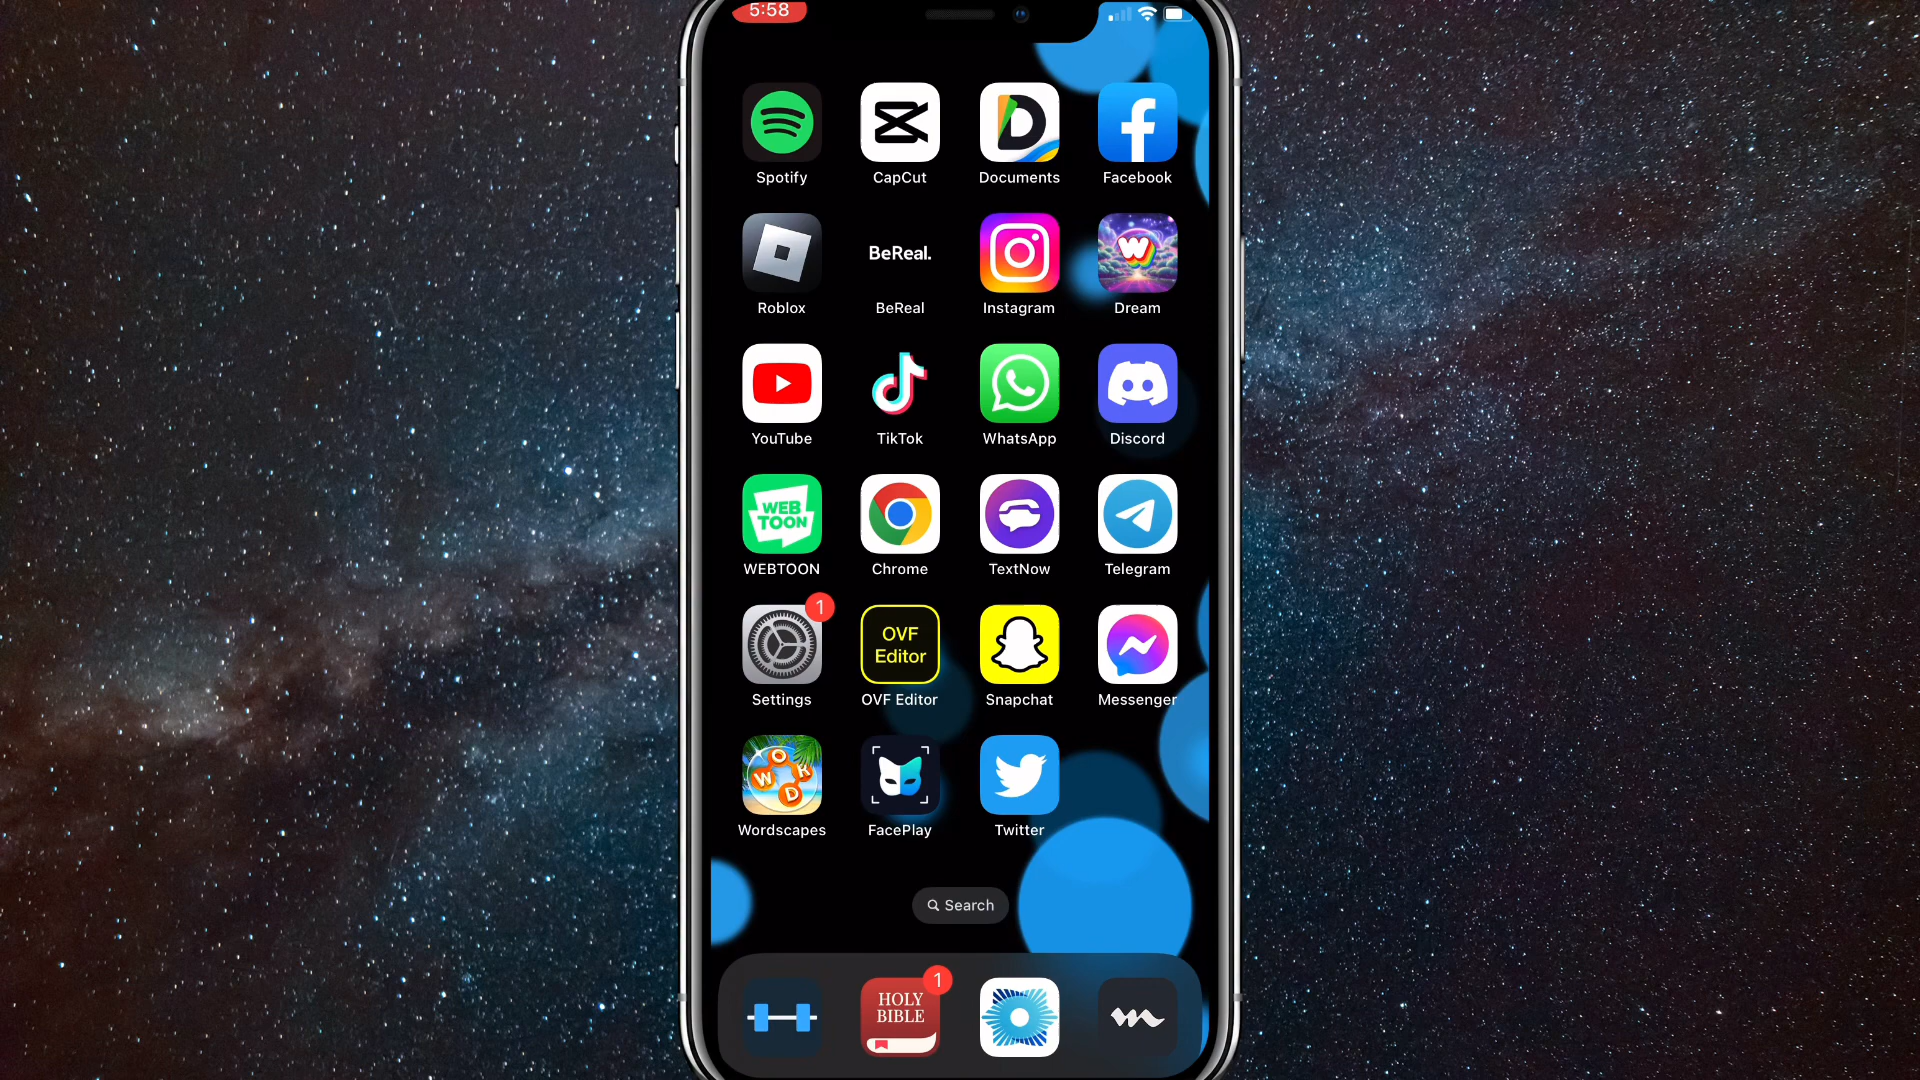 5:58
Spotify
CapCut
Documents
Facebook
BeReal.
Roblox
BeReal
Instagram
Dream
YouTube
TikTok
WhatsApp
Discord
WEB
TOON
WEBTOON
Chrome
TextNow
Telegram
1
OVF
Editor
Settings
OVF Editor
Snapchat
Messenger
W
O
R
D
Wordscapes
FacePlay
Twitter
Search
1
HOLY
BIBLE